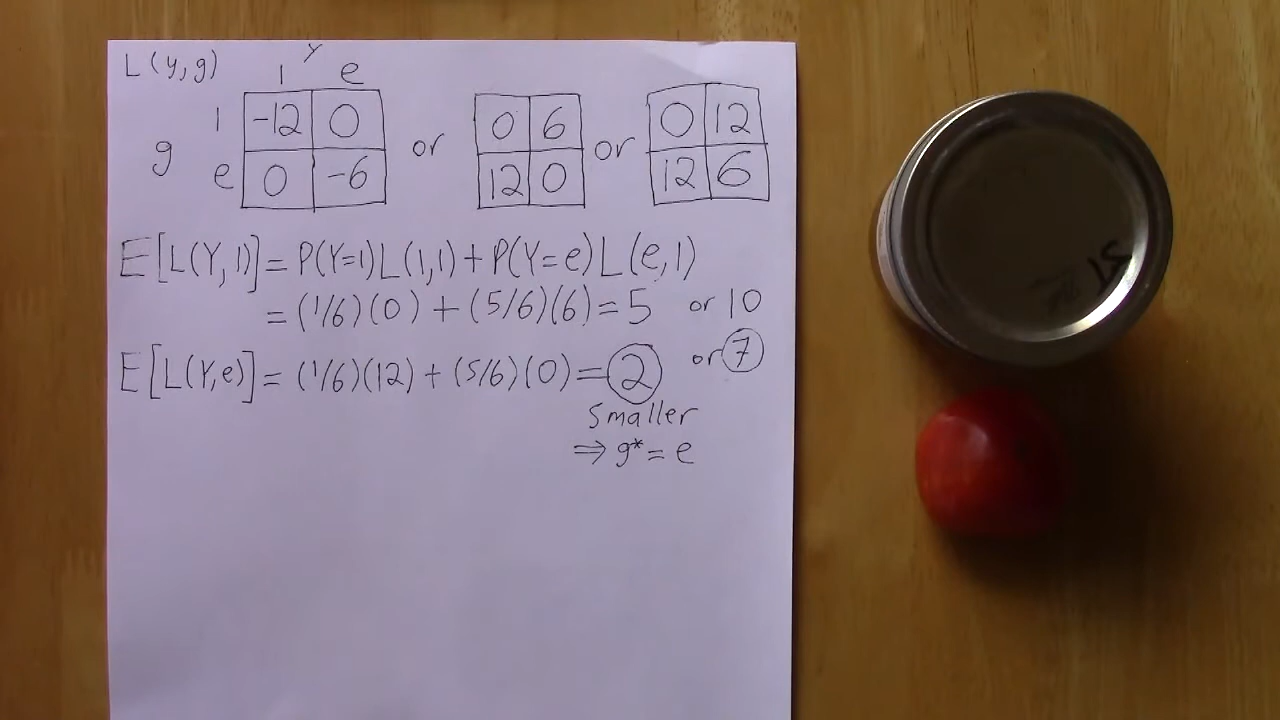 L(y,g) y
1 e
g 1 -12 0 or 0 6 or 0 12
e 0 -6 12 0 12 6
E[L(Y,1)] = P(Y=1)L(1,1) + P(Y=e)L(e,1)
= (1/6)(0) + (5/6)(6) = 5 or 10
E[L(Y,e)] = (1/6)(12) + (5/6)(0) = 2 or 7
smaller
⇒ g* = e